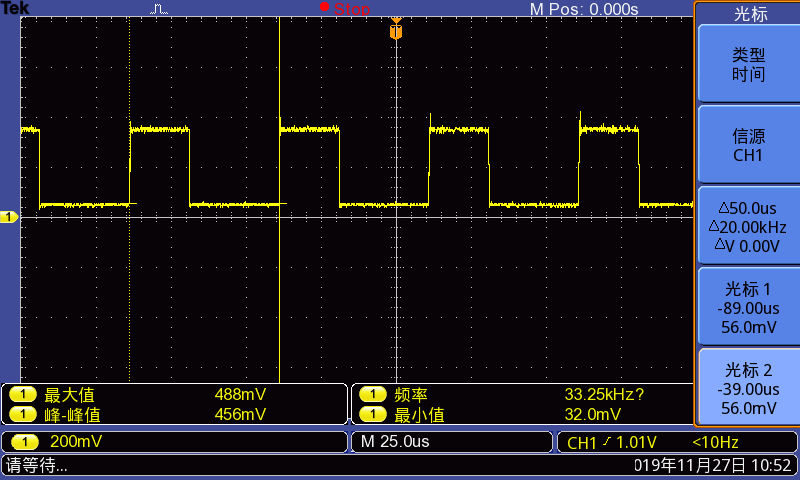 Tek Stop M Pos: 0.000s
光标
类型
时间
信源
CH1
△50.0us
△20.00kHz
△V 0.00V
光标 1
-89.00us
56.0mV
光标 2
-39.00us
56.0mV
1 最大值 488mV 1 频率 33.25kHz?
1 峰-峰值 456mV 1 最小值 32.0mV
1 200mV M 25.0us CH1 1.01V <10Hz
请等待... 019年11月27日 10:52
T
1